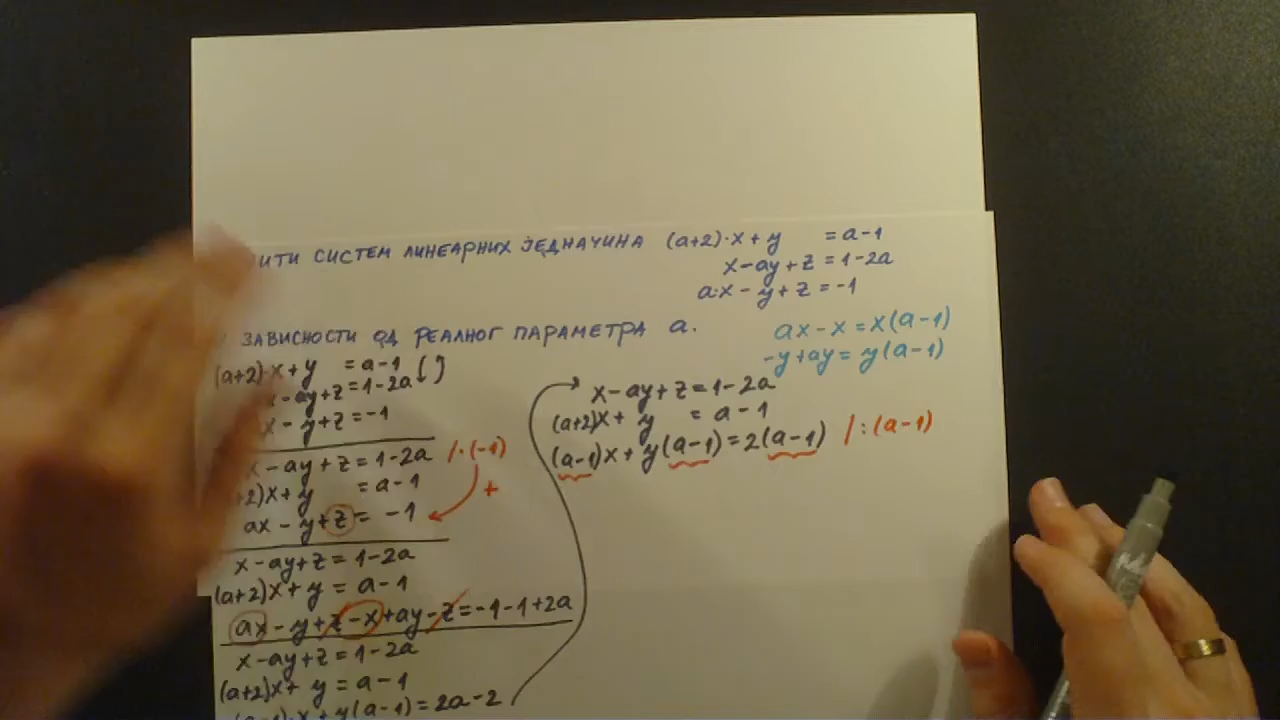 СИСТЕМ ЛИНЕАРНИХ ЈЕДНАЧИНА (a+2)·x+y = a-1
x-ay+z = 1-2a
a·x - y+z = -1
ЗАВИСНОСТИ ОД РЕАЛНОГ ПАРАМЕТРА a.
(a+2)·x+y = a-1
x-ay+z = 1-2a
x - y+z = -1
x-ay+z = 1-2a /·(-1)
2)x+y = a-1
+
ax - y+z = -1
x-ay+z = 1-2a
(a+2)x+y = a-1
ax-y+z-x+ay-z = -1-1+2a
x-ay+z = 1-2a
(a+2)x+ y = a-1
(a-1)·x+y(a-1) = 2a-2
ax-x = x(a-1)
-y+ay = y(a-1)
x-ay+z = 1-2a
(a+2)x+ y = a-1
(a-1)x+y(a-1) = 2(a-1) /:(a-1)